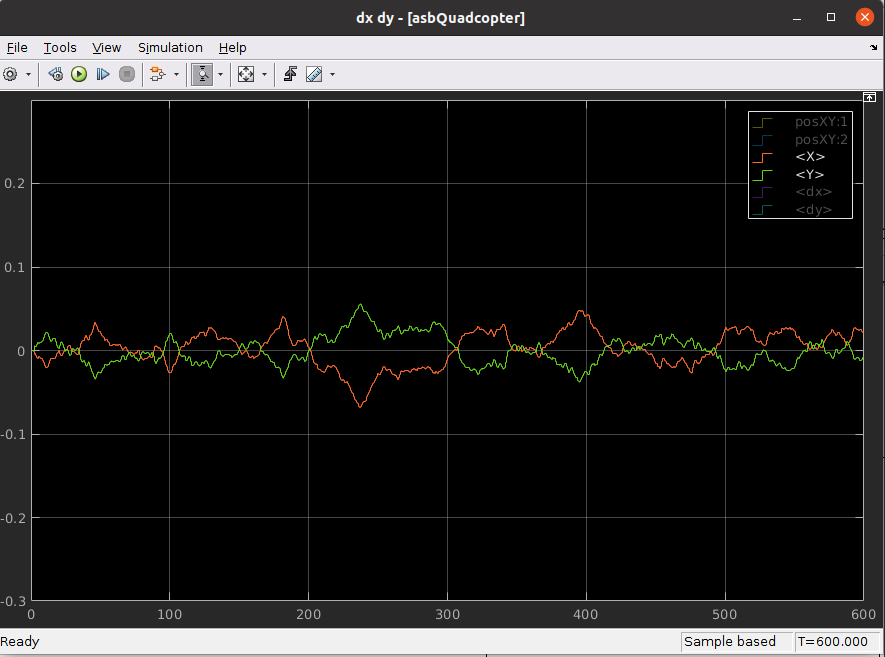 dx dy - [asbQuadcopter]
File Tools View Simulation Help
posXY:1
posXY:2
<X>
<Y>
<dx>
<dy>
0.2
0.1
0
-0.1
-0.2
-0.3
0 100 200 300 400 500 600
Ready Sample based T=600.000